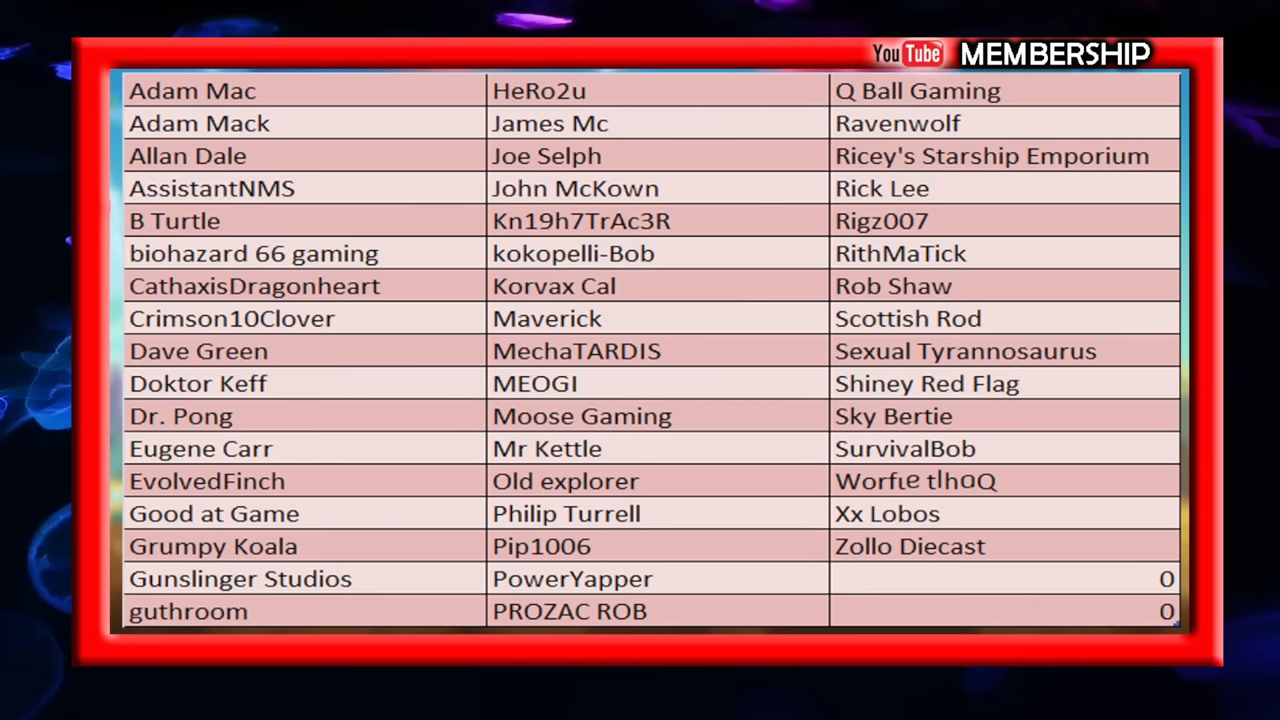 YouTube MEMBERSHIP
Adam Mac HeRo2u Q Ball Gaming
Adam Mack James Mc Ravenwolf
Allan Dale Joe Selph Ricey's Starship Emporium
AssistantNMS John McKown Rick Lee
B Turtle Kn19h7TrAc3R Rigz007
biohazard 66 gaming kokopelli-Bob RithMaTick
CathaxisDragonheart Korvax Cal Rob Shaw
Crimson10Clover Maverick Scottish Rod
Dave Green MechaTARDIS Sexual Tyrannosaurus
Doktor Keff MEOGI Shiney Red Flag
Dr. Pong Moose Gaming Sky Bertie
Eugene Carr Mr Kettle SurvivalBob
EvolvedFinch Old explorer Worfιҽ tlhαQ
Good at Game Philip Turrell Xx Lobos
Grumpy Koala Pip1006 Zollo Diecast
Gunslinger Studios PowerYapper 0
guthroom PROZAC ROB 0